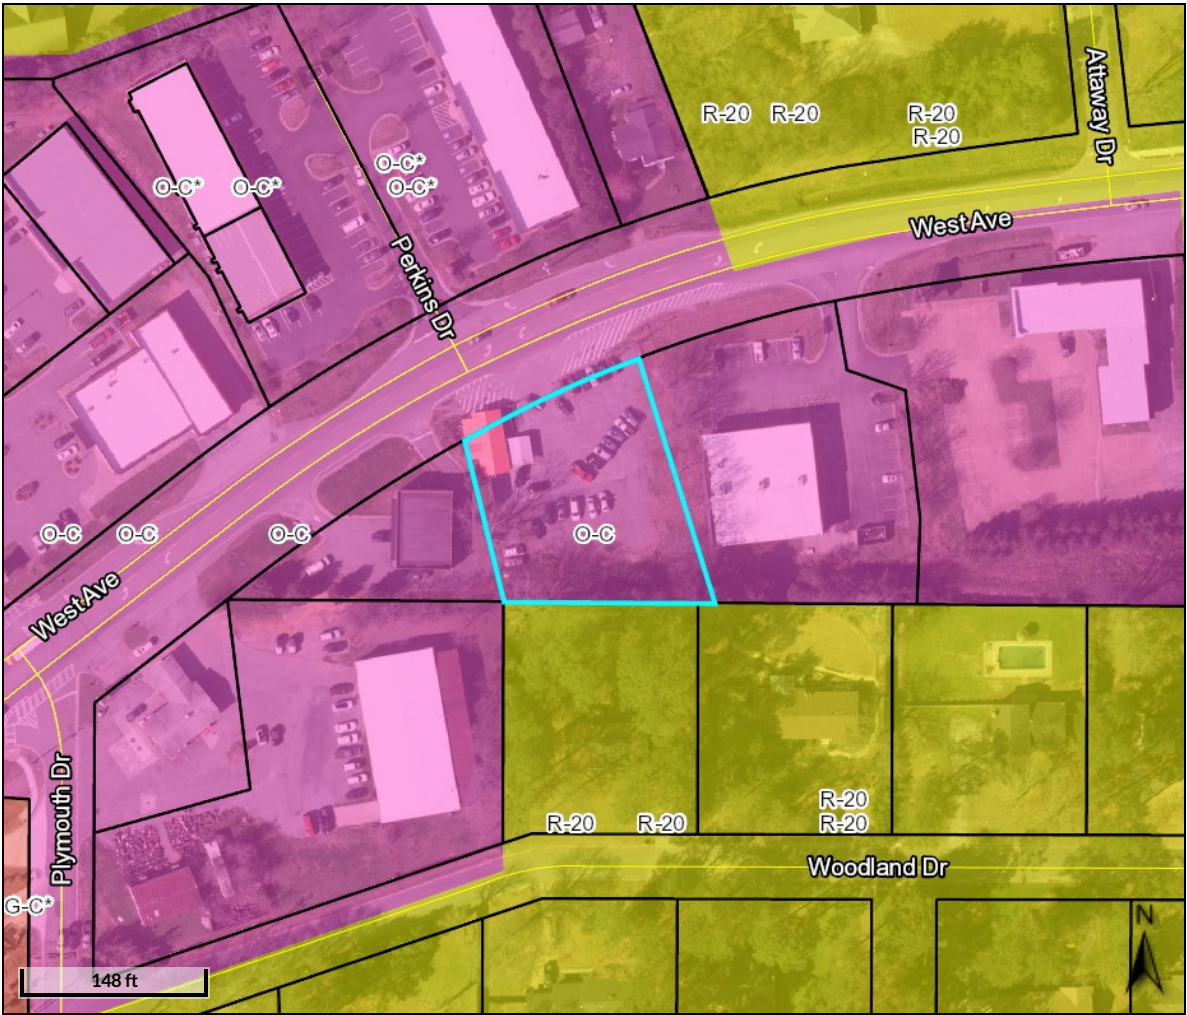 Attaway Dr
R-20 R-20 R-20
R-20
O-C*
O-C* O-C* O-C*
West Ave
Perkins Dr
O-C O-C O-C O-C
West Ave
Plymouth Dr
R-20
R-20 R-20 R-20
Woodland Dr
G-C*
N
148 ft